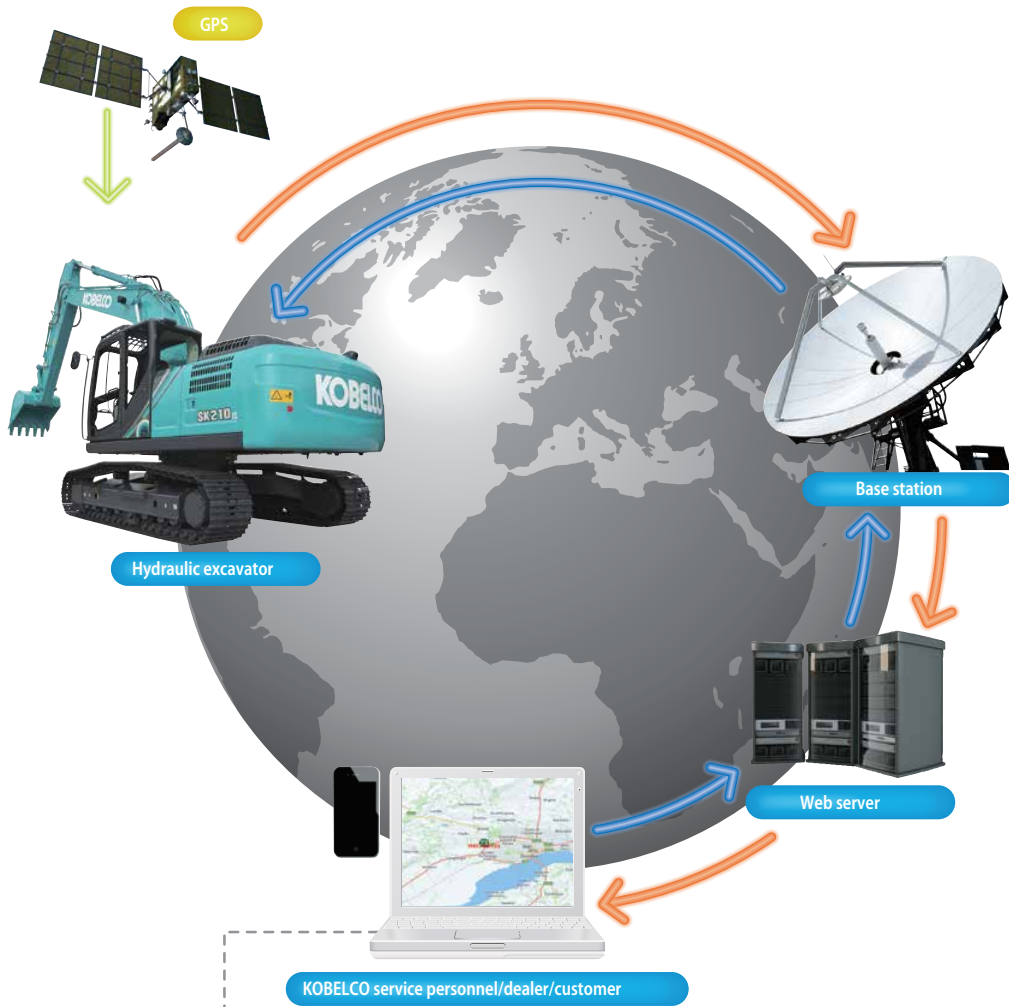 GPS
KOBELCO
KOBELCO
SK210
Base station
Hydraulic excavator
Web server
KOBELCO service personnel/dealer/customer